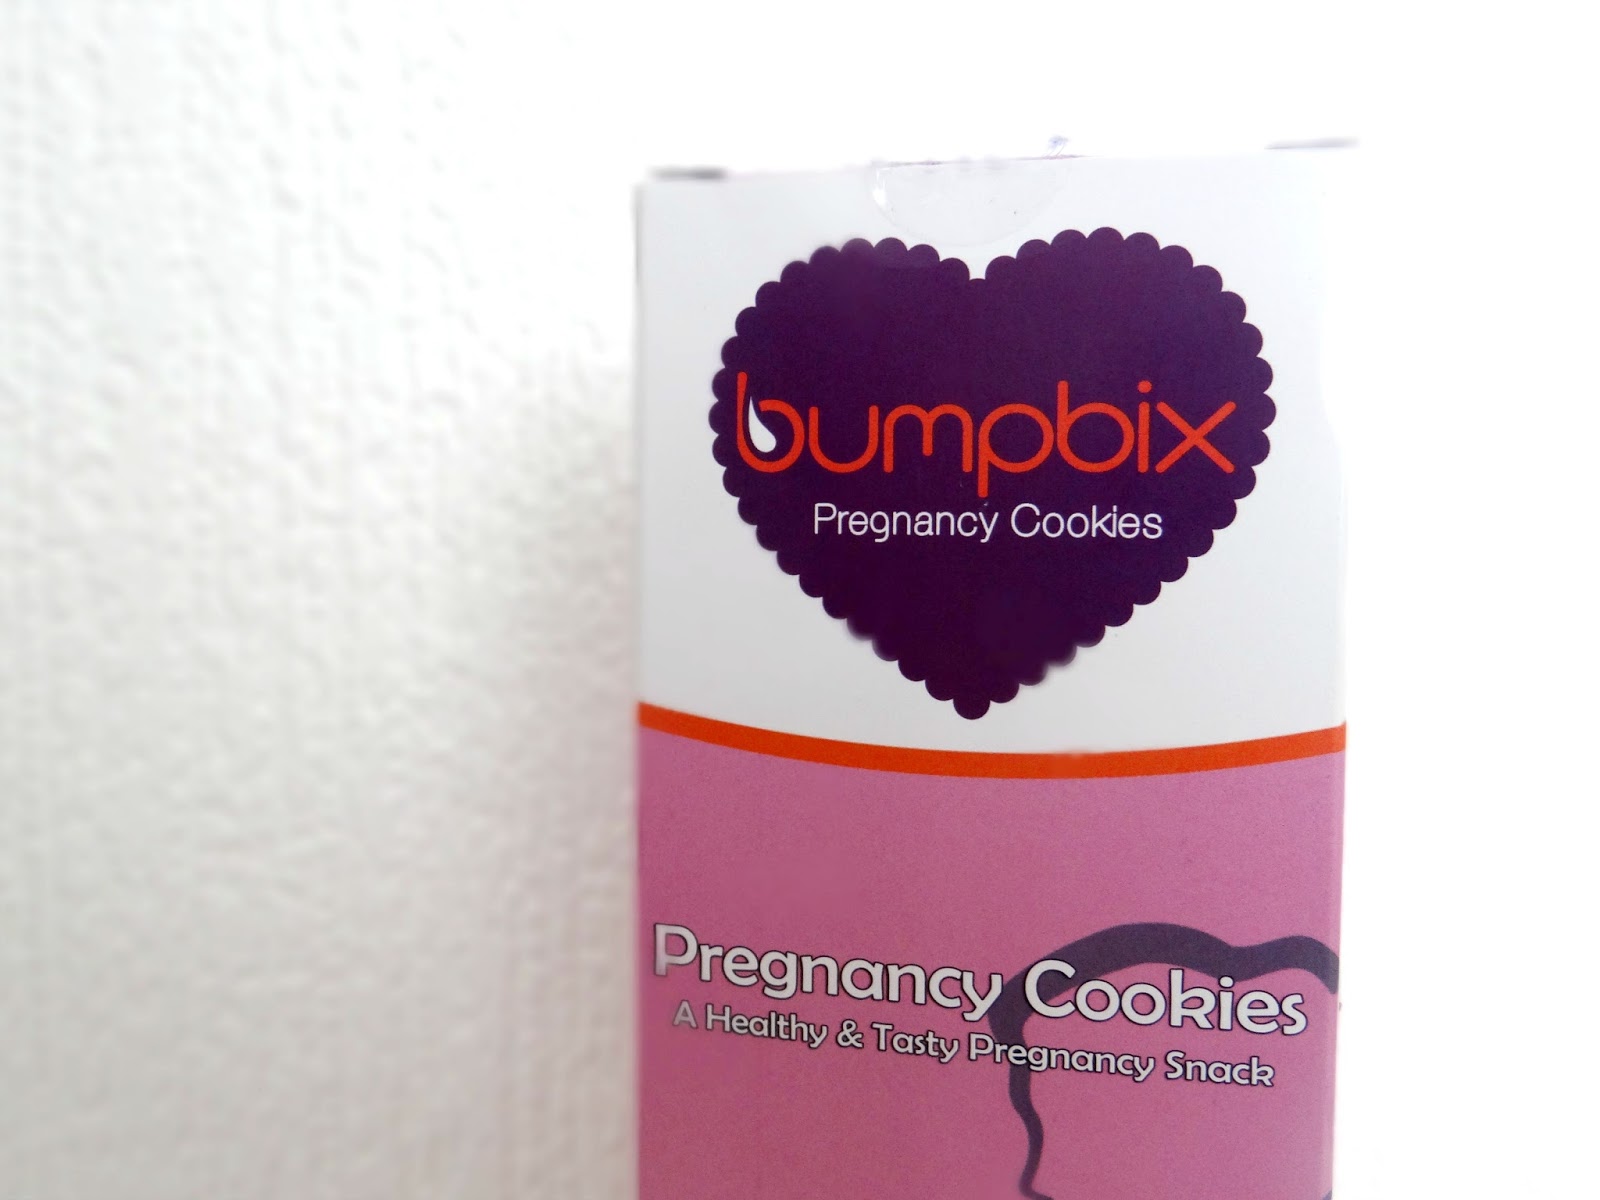 bumpbix
Pregnancy Cookies
Pregnancy Cookies
A Healthy & Tasty Pregnancy Snack